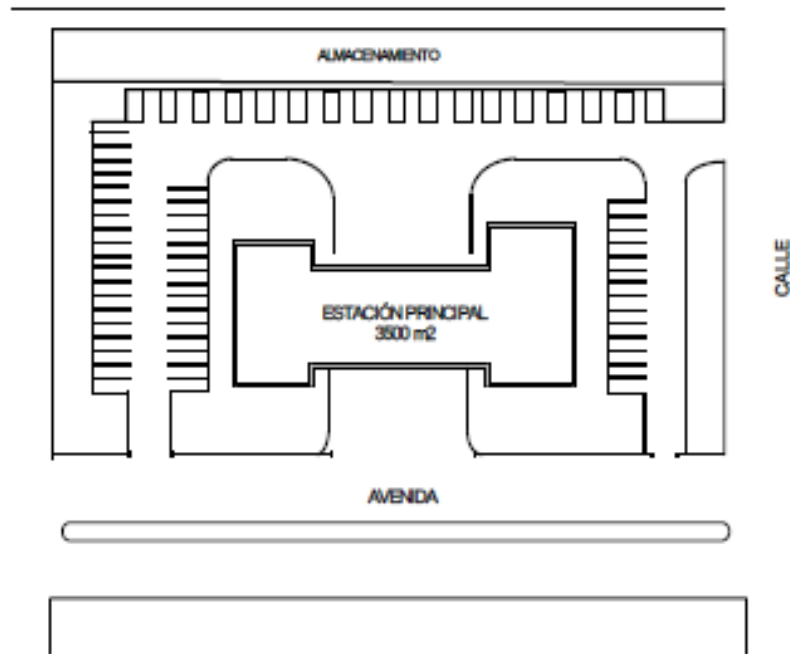 ALMACENAMIENTO
CALLE
ESTACIÓN PRINCIPAL
3500 m2
AVENIDA